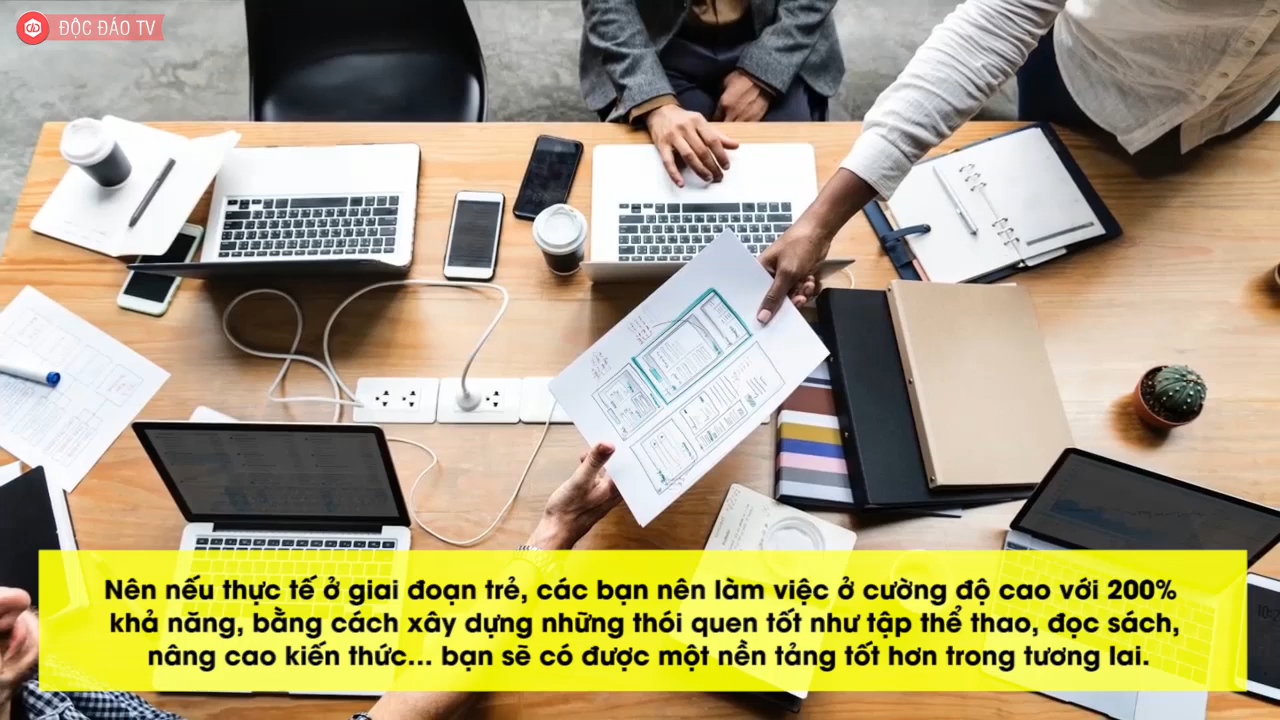 ĐỘC ĐÁO TV
Nên nếu thực tế ở giai đoạn trẻ, các bạn nên làm việc ở cường độ cao với 200%
khả năng, bằng cách xây dựng những thói quen tốt như tập thể thao, đọc sách,
nâng cao kiến thức... bạn sẽ có được một nền tảng tốt hơn trong tương lai.